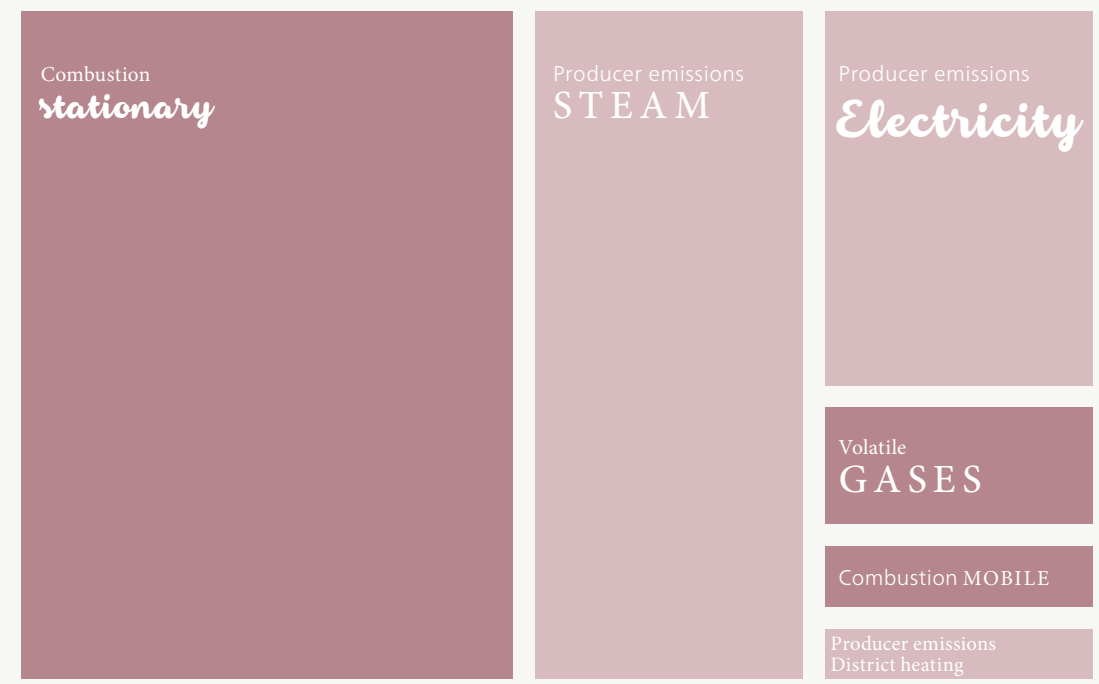 Combustion
stationary
Producer emissions
STEAM
Producer emissions
Electricity
Volatile
GASES
Combustion MOBILE
Producer emissions
District heating